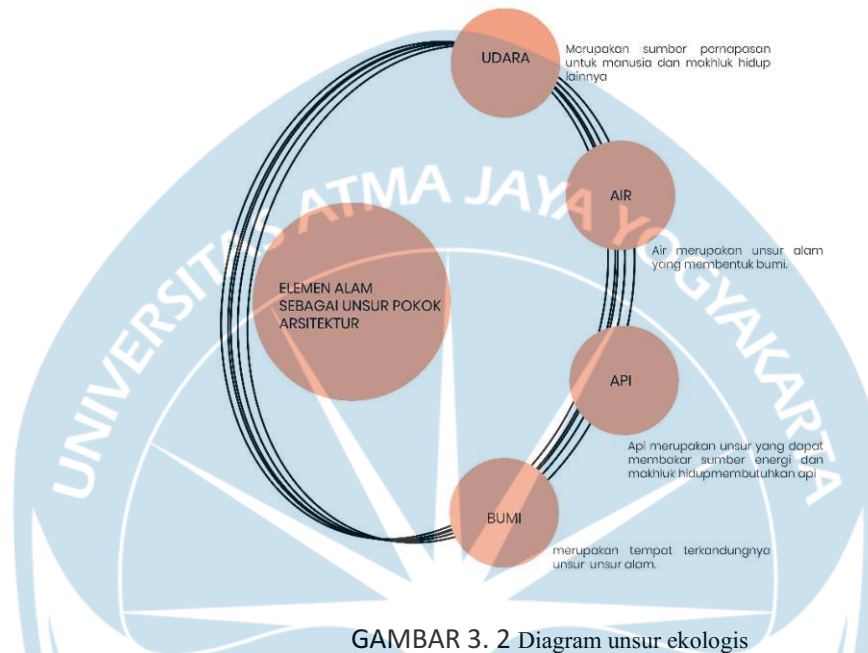 UDARA
Merupakan sumber pernapasan
untuk manusia dan makhluk hidup
lainnya
UNIVERSITAS ATMA JAYA YOGYAKARTA
AIR
Air merupakan unsur alam
yang membentuk bumi.
ELEMEN ALAM
SEBAGAI UNSUR POKOK
ARSITEKTUR
API
Api merupakan unsur yang dapat
membakar sumber energi dan
makhluk hidupmembutuhkan api
BUMI
merupakan tempat terkandungnya
unsur unsur alam.
GAMBAR 3. 2 Diagram unsur ekologis